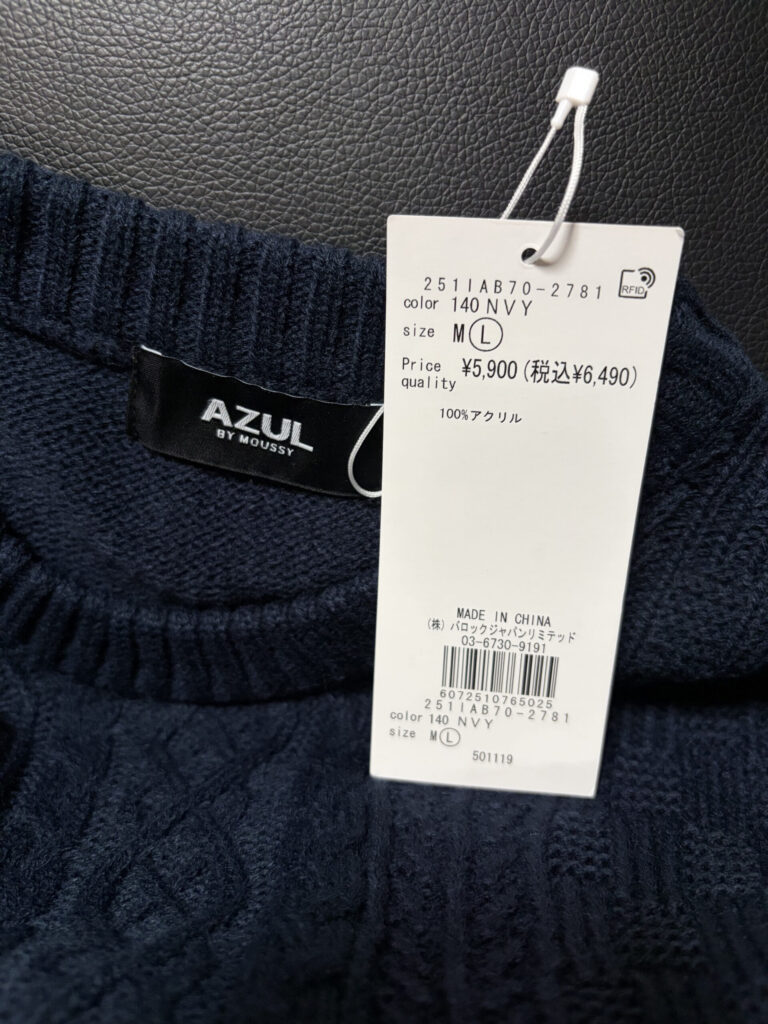 AZUL
BY MOUSSY
251IAB70-2781
RFID
color 140 NVY
size M L
Price ¥5,900 (税込¥6,490)
quality
100%アクリル
MADE IN CHINA
(株) バロックジャパンリミテッド
03-6730-9191
6072510765025
251IAB70-2781
color 140 NVY
size M L
501119